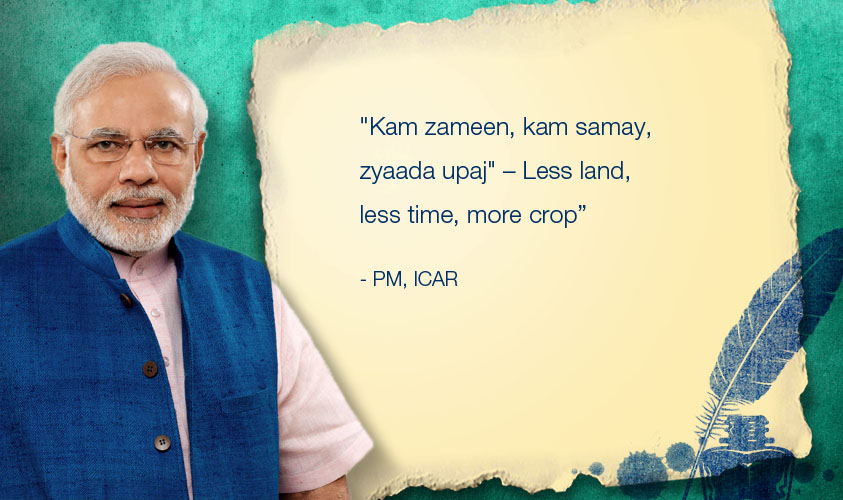 "Kam zameen, kam samay,
zyaada upaj" – Less land,
less time, more crop”
- PM, ICAR